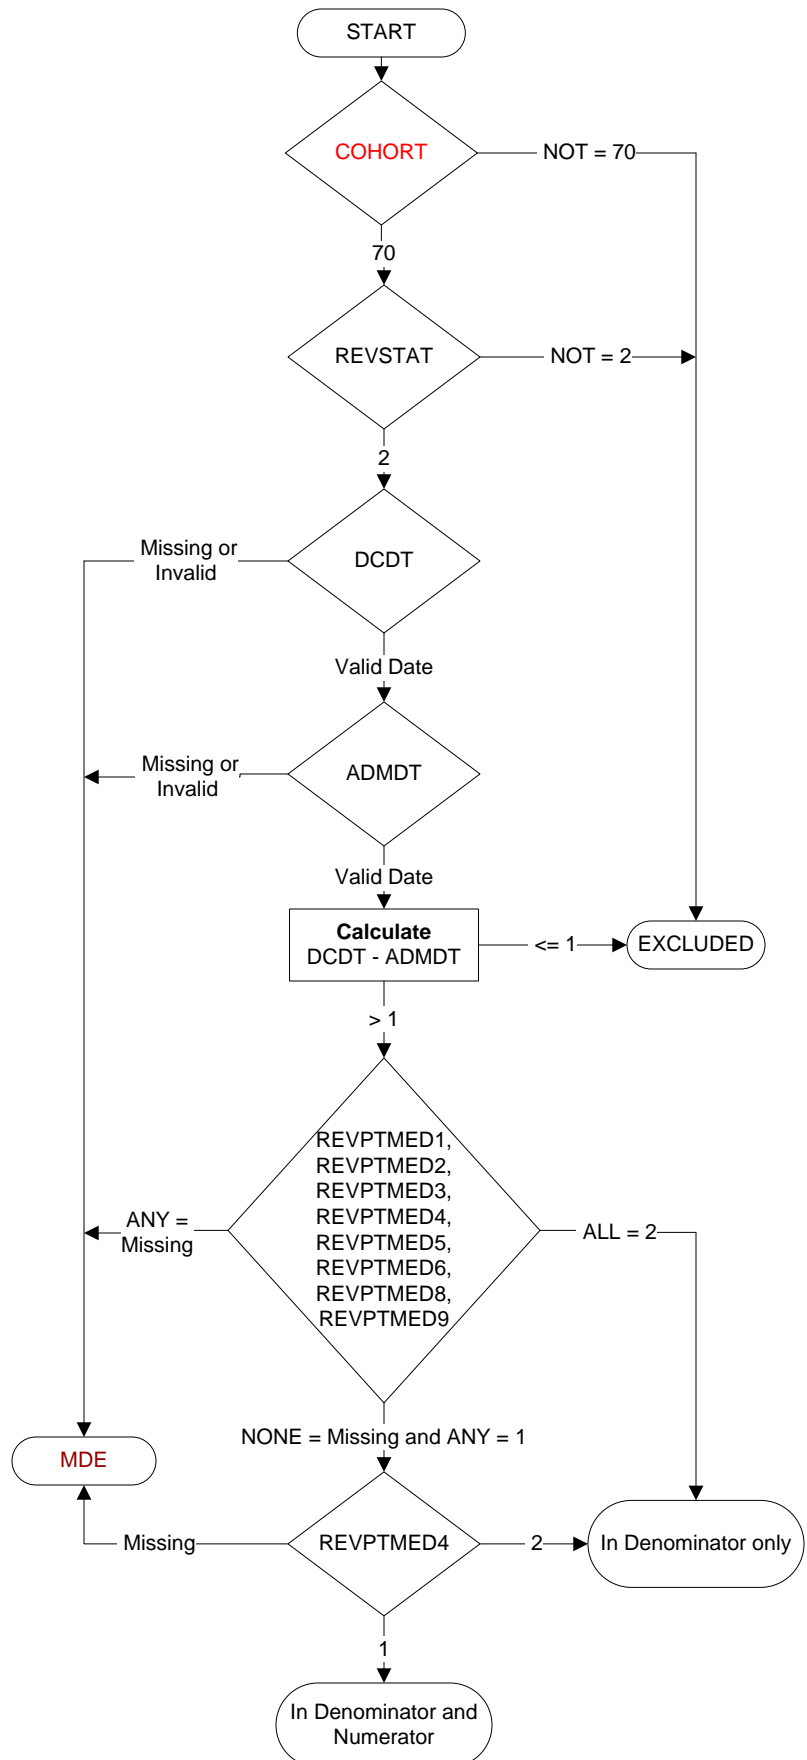 START
COHORT
NOT = 70
70
REVSTAT
NOT = 2
2
Missing or
Invalid
DCDT
Valid Date
Missing or
Invalid
ADMDT
Valid Date
Calculate
DCDT - ADMDT
<= 1
EXCLUDED
> 1
REVPTMED1,
REVPTMED2,
REVPTMED3,
REVPTMED4,
REVPTMED5,
REVPTMED6,
REVPTMED8,
REVPTMED9
ANY =
Missing
ALL = 2
NONE = Missing and ANY = 1
MDE
Missing
REVPTMED4
2
In Denominator only
1
In Denominator and
Numerator